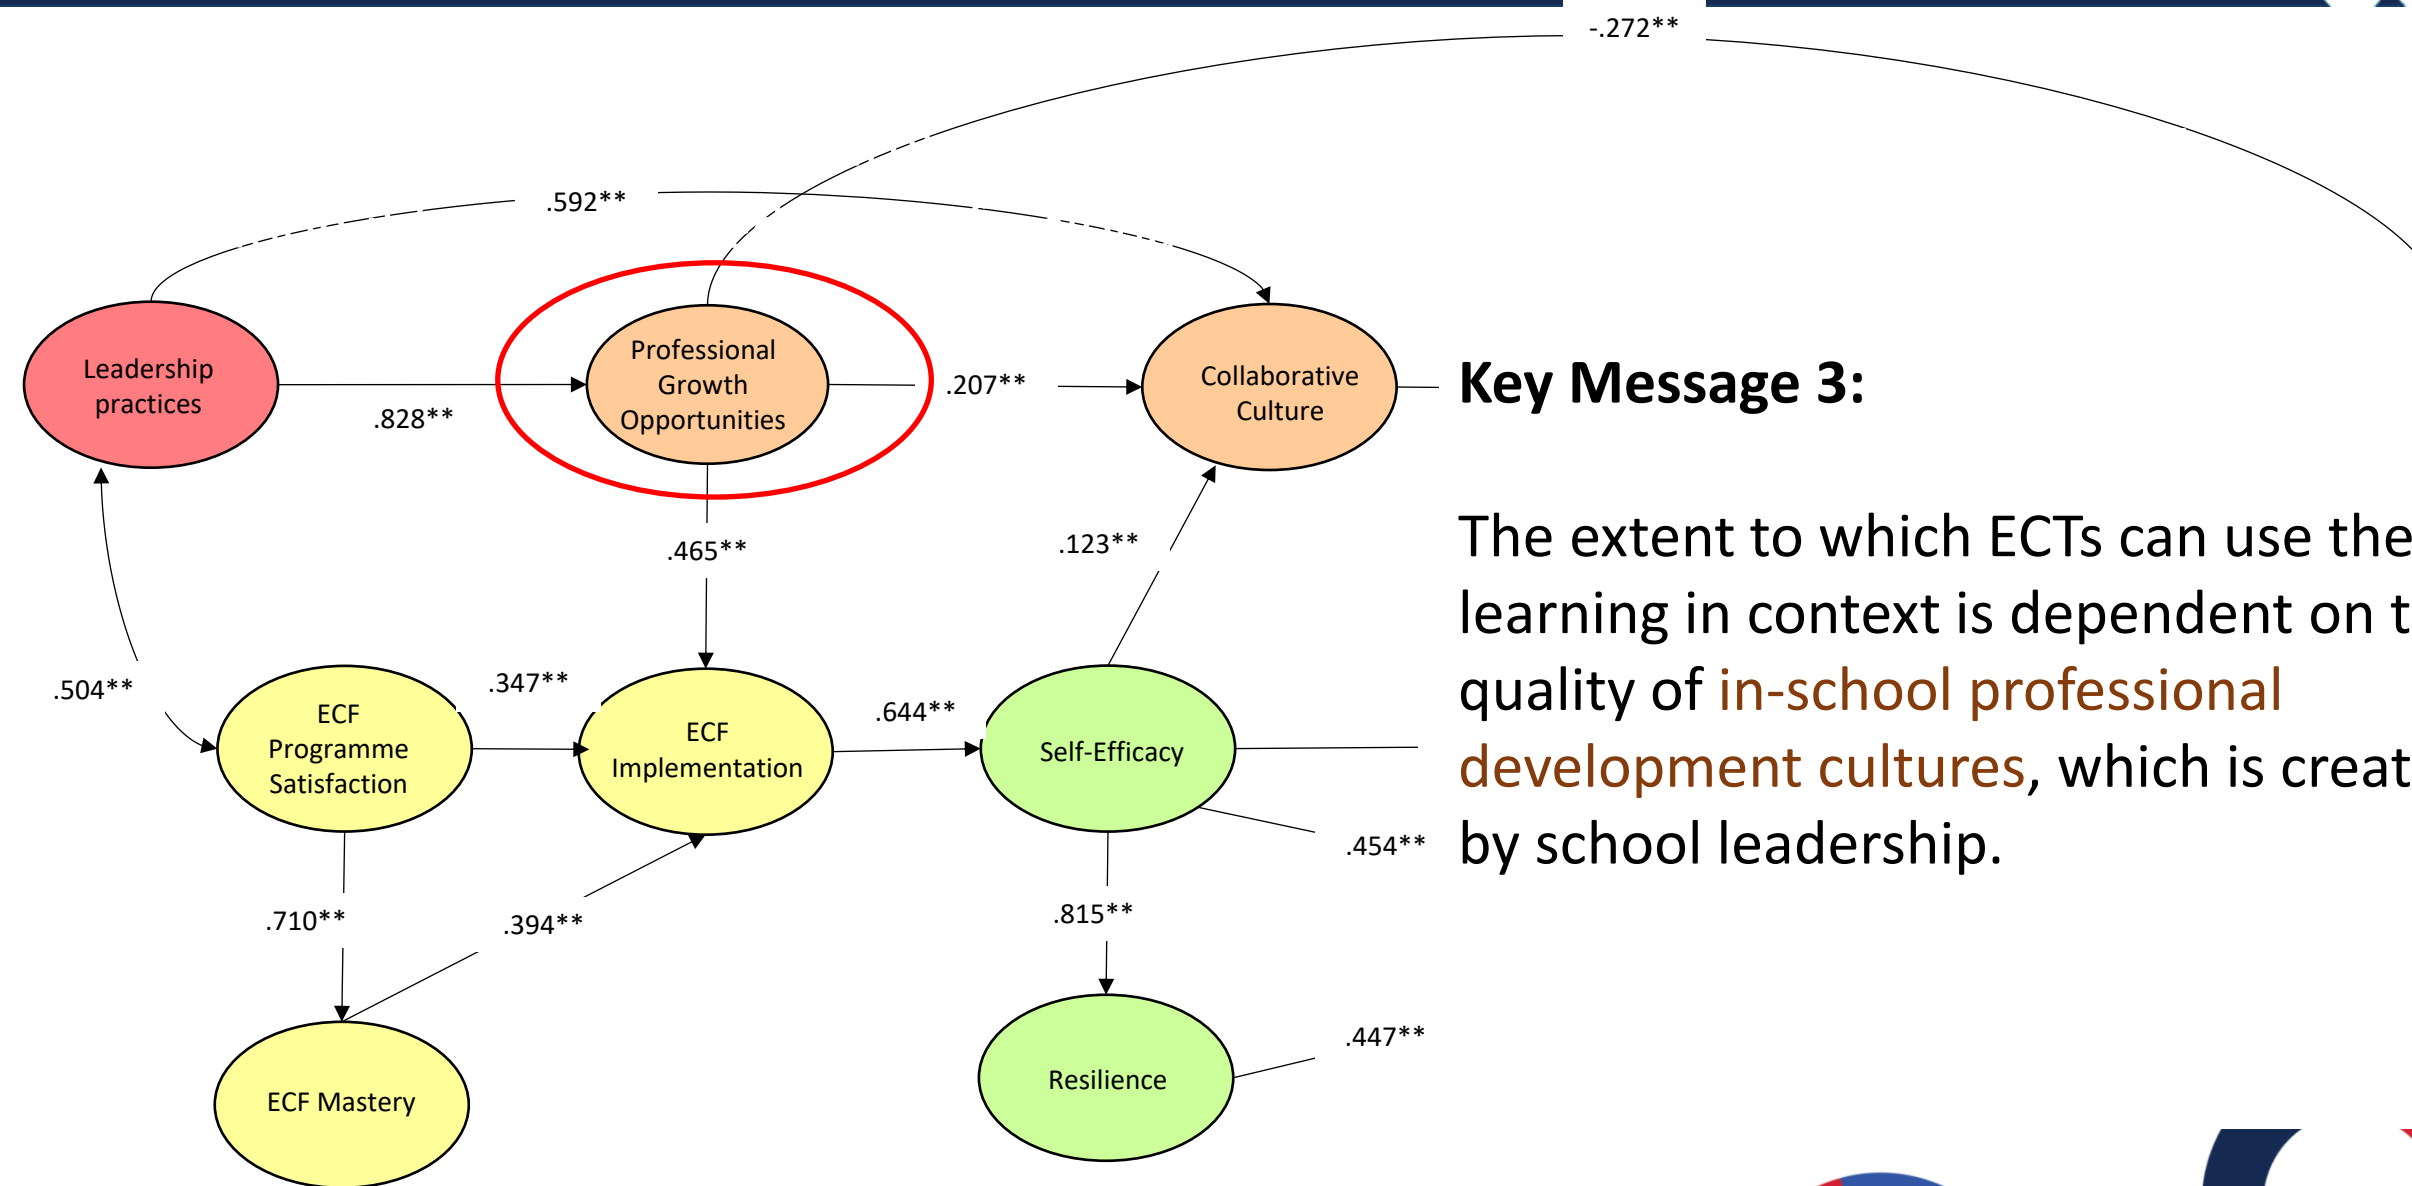 -.272**
.592**
Leadership
practices
.828**
Professional
Growth
Opportunities
.207**
Collaborative
Culture
Key Message 3:
The extent to which ECTs can use the
learning in context is dependent on t
quality of in-school professional
development cultures, which is creat
by school leadership.
.465**
.123**
.504**
ECF
Programme
Satisfaction
.347**
ECF
Implementation
.644**
Self-Efficacy
.454**
.710**
.394**
.815**
.447**
ECF Mastery
Resilience